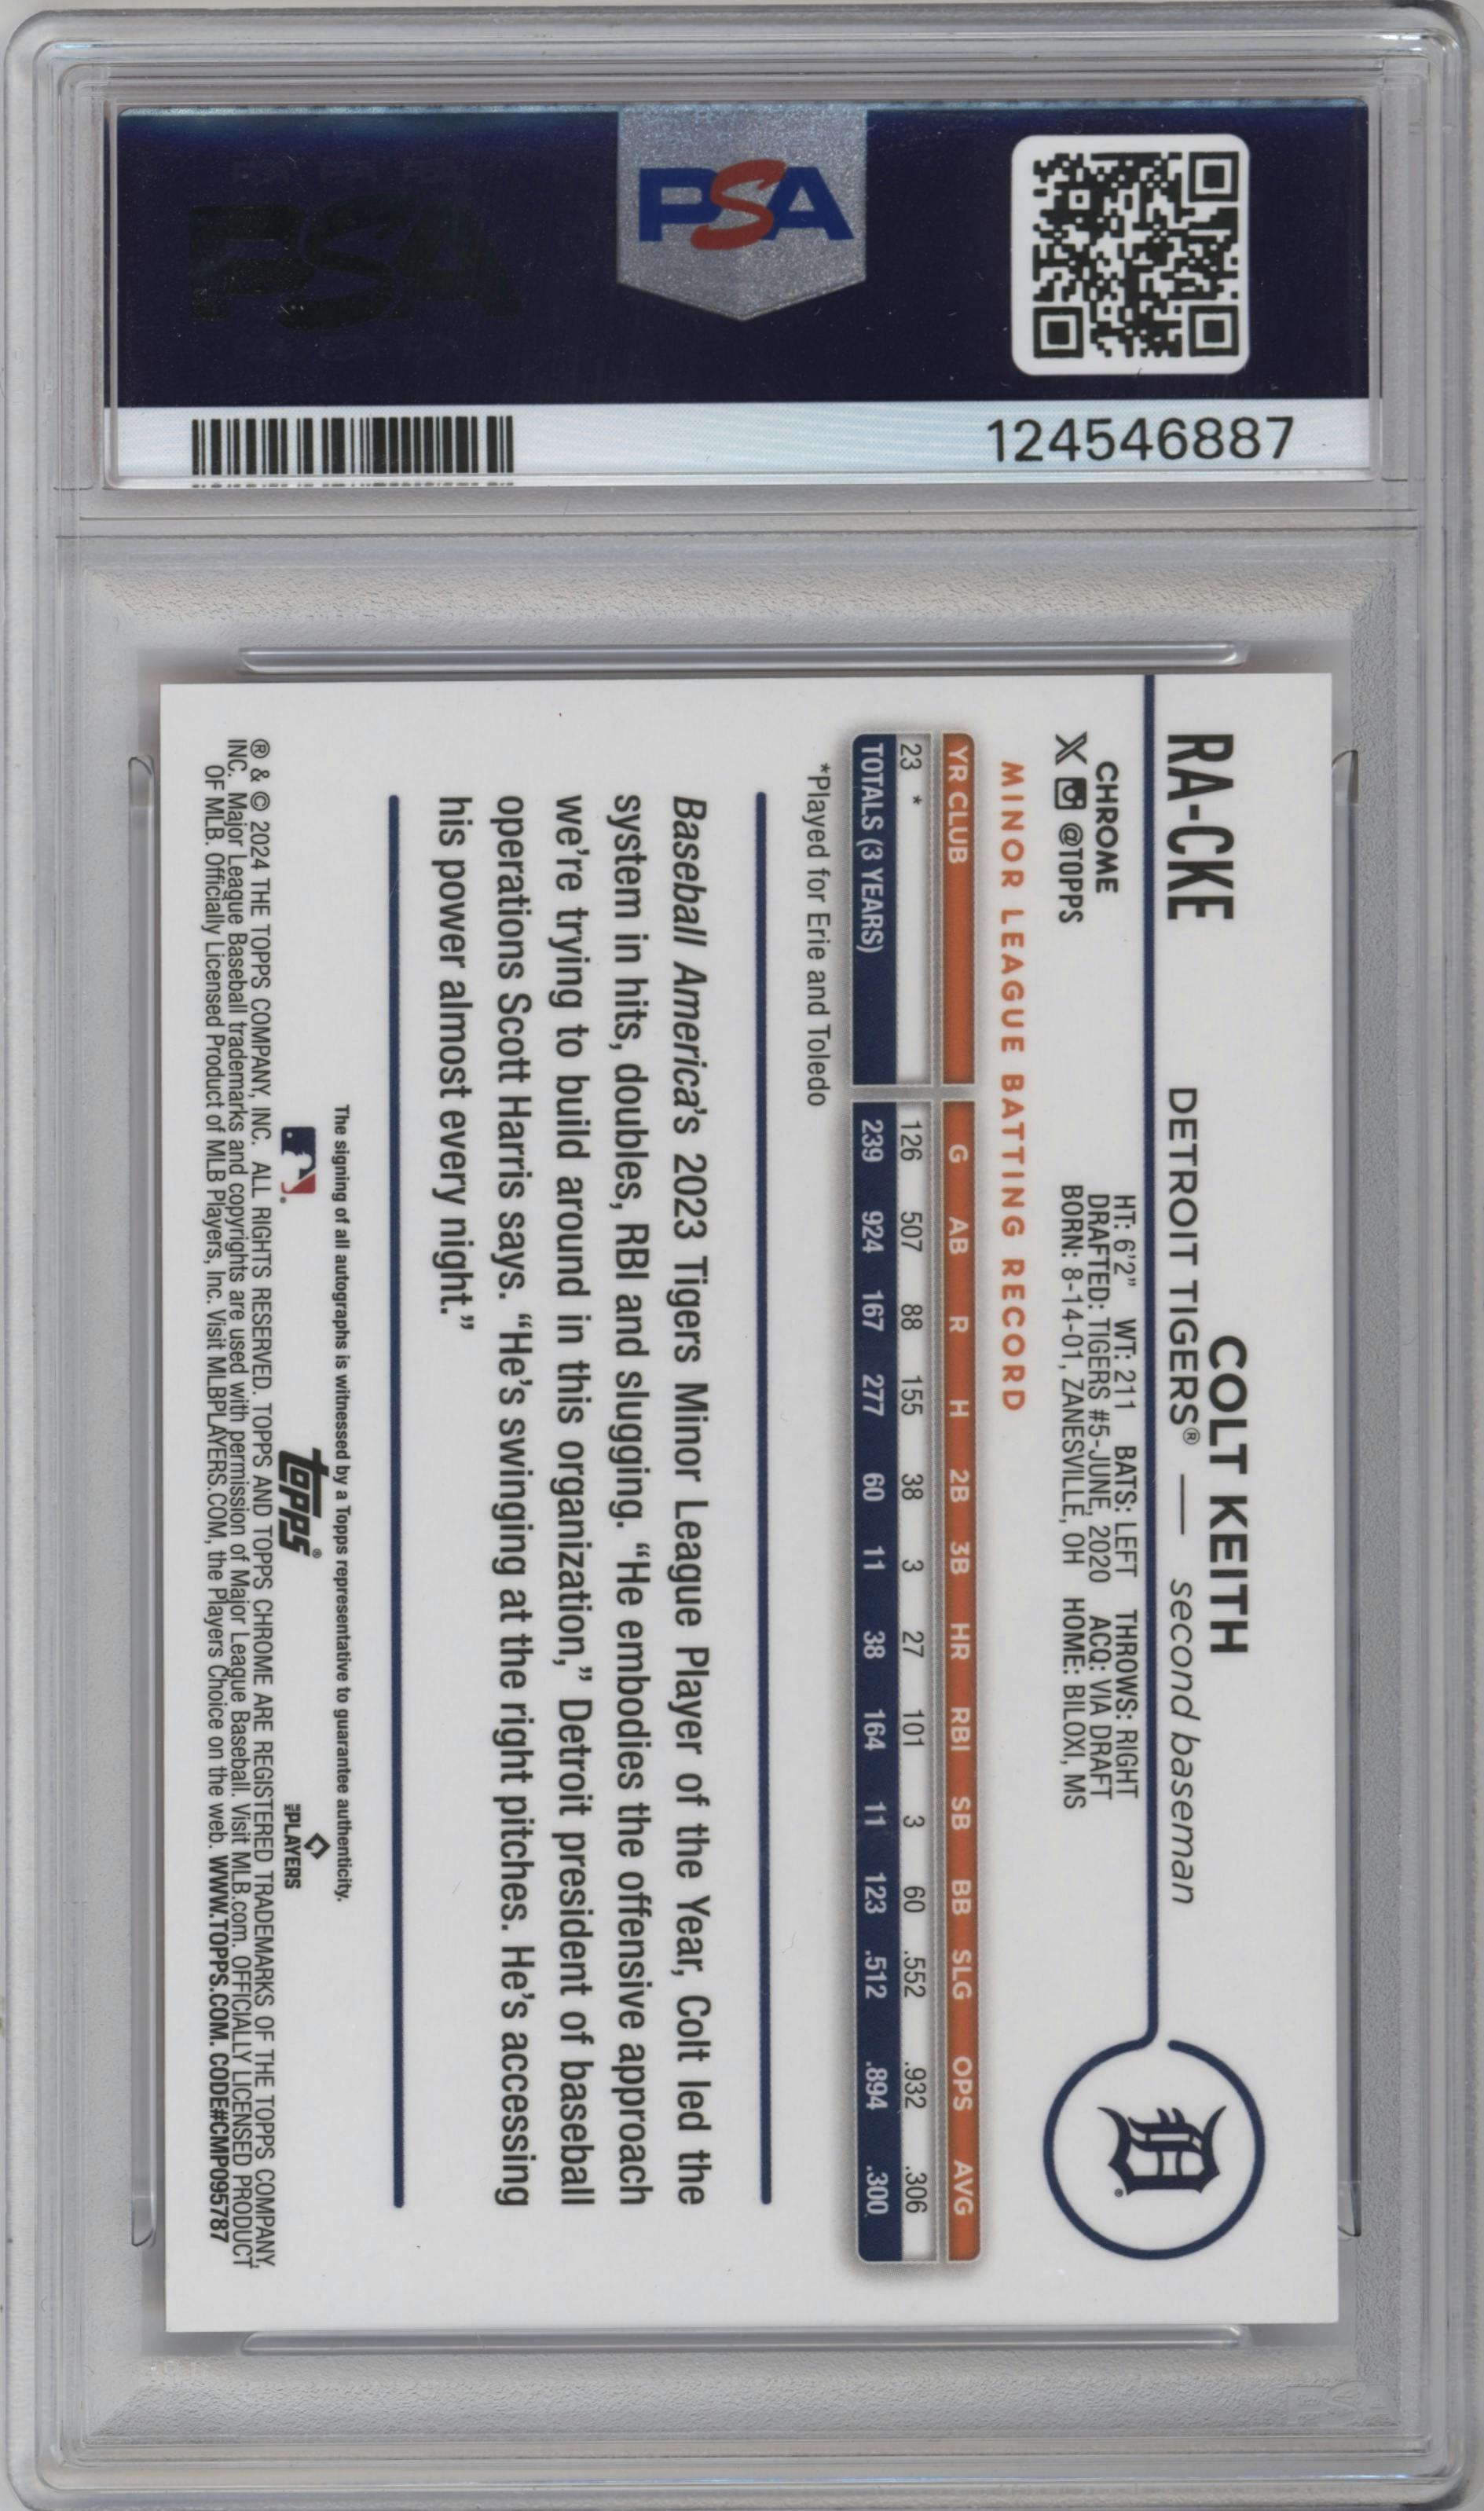 PSA
PSA
124546887
RA-CKE
COLT KEITH
DETROIT TIGERS® — second baseman
CHROME
X @TOPPS
HT: 6'2" WT: 211 BATS: LEFT THROWS: RIGHT
DRAFTED: TIGERS #5-JUNE, 2020 ACQ: VIA DRAFT
BORN: 8-14-01, ZANESVILLE, OH HOME: BILOXI, MS
D
MINOR LEAGUE BATTING RECORD
YR CLUB G AB R H 2B 3B HR RBI SB BB SLG OPS AVG
23 * 126 507 88 155 38 3 27 101 3 60 .552 .932 .306
TOTALS (3 YEARS) 239 924 167 277 60 11 38 164 11 123 .512 .894 .300
*Played for Erie and Toledo
Baseball America's 2023 Tigers Minor League Player of the Year, Colt led the
system in hits, doubles, RBI and slugging. “He embodies the offensive approach
we're trying to build around in this organization,” Detroit president of baseball
operations Scott Harris says. “He's swinging at the right pitches. He's accessing
his power almost every night.”
The signing of all autographs is witnessed by a Topps representative to guarantee authenticity.
topps®
PLAYERS
® & © 2024 THE TOPPS COMPANY, INC. ALL RIGHTS RESERVED. TOPPS AND TOPPS CHROME ARE REGISTERED TRADEMARKS OF THE TOPPS COMPANY,
INC. Major League Baseball trademarks and copyrights are used with permission of Major League Baseball. Visit MLB.com. OFFICIALLY LICENSED PRODUCT
OF MLB. Officially Licensed Product of MLB Players, Inc. Visit MLBPLAYERS.COM, the Players Choice on the web. WWW.TOPPS.COM. CODE#CMP095787
PSA